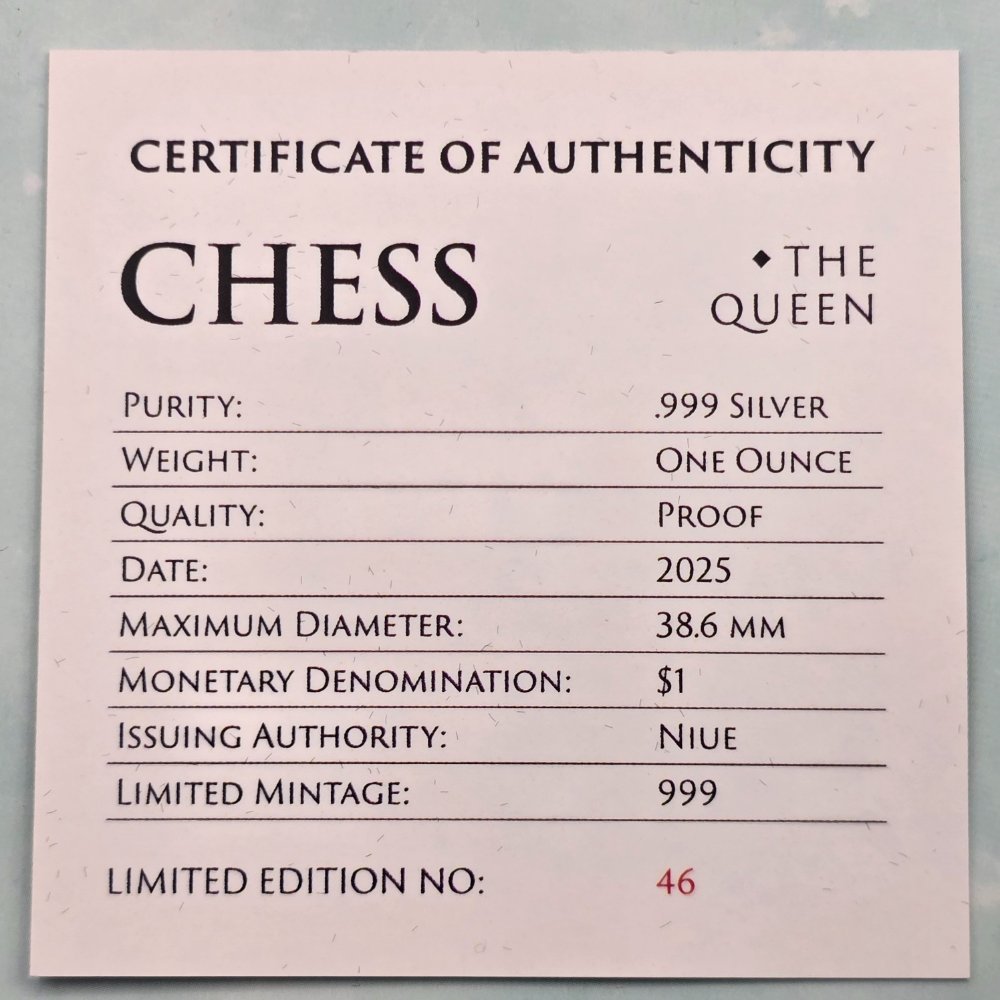 CERTIFICATE OF AUTHENTICITY
CHESS
◆THE
QUEEN
PURITY: .999 SILVER
WEIGHT: ONE OUNCE
QUALITY: PROOF
DATE: 2025
MAXIMUM DIAMETER: 38.6 MM
MONETARY DENOMINATION: $1
ISSUING AUTHORITY: NIUE
LIMITED MINTAGE: 999
LIMITED EDITION NO: 46